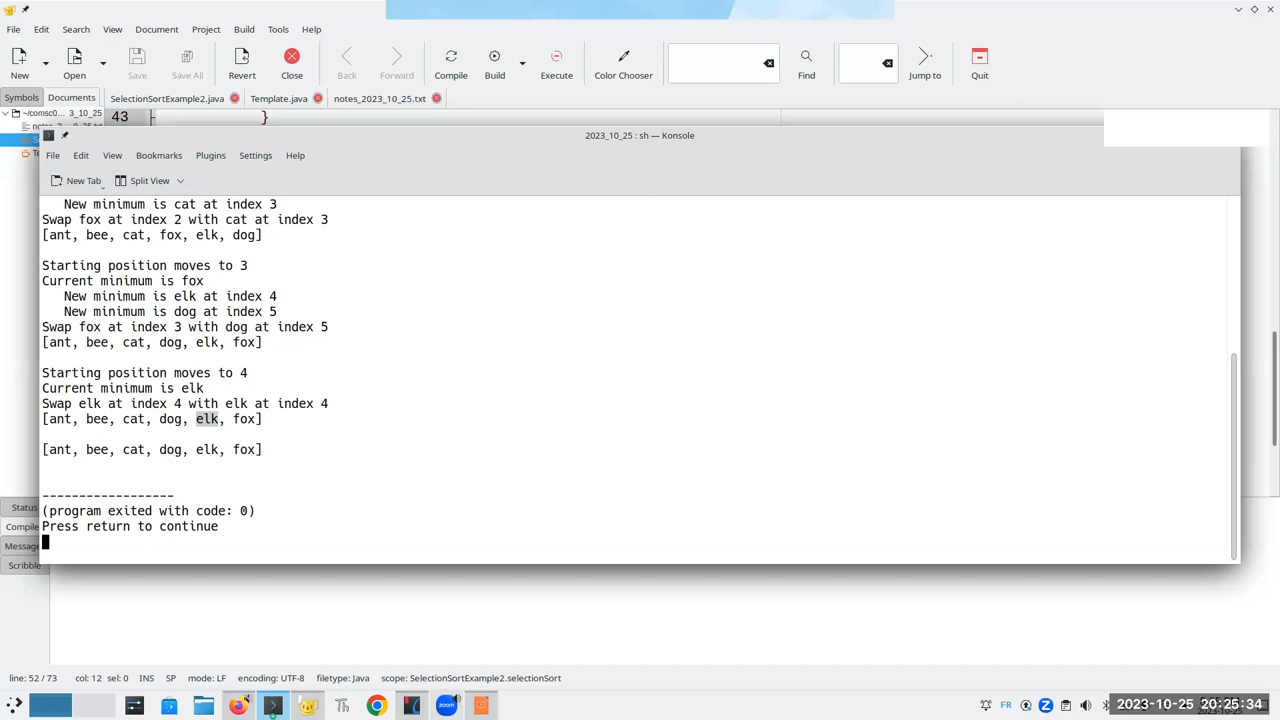 File Edit Search View Document Project Build Tools Help
New Open Save Save All Revert Close Back Forward Compile Build Execute Color Chooser Find Jump to Quit
Symbols Documents SelectionSortExample2.java Template.java notes_2023_10_25.txt
~/comsc0... 3_10_25
43 }
2023_10_25 : sh — Konsole
File Edit View Bookmarks Plugins Settings Help
New Tab Split View
New minimum is cat at index 3
Swap fox at index 2 with cat at index 3
[ant, bee, cat, fox, elk, dog]
Starting position moves to 3
Current minimum is fox
New minimum is elk at index 4
New minimum is dog at index 5
Swap fox at index 3 with dog at index 5
[ant, bee, cat, dog, elk, fox]
Starting position moves to 4
Current minimum is elk
Swap elk at index 4 with elk at index 4
[ant, bee, cat, dog, elk, fox]
[ant, bee, cat, dog, elk, fox]
------------------
(program exited with code: 0)
Press return to continue
Status
Compile
Message
Scribble
line: 52 / 73 col: 12 sel: 0 INS SP mode: LF encoding: UTF-8 filetype: Java scope: SelectionSortExample2.selectionSort
zoom FR 2023-10-25 20:25:34